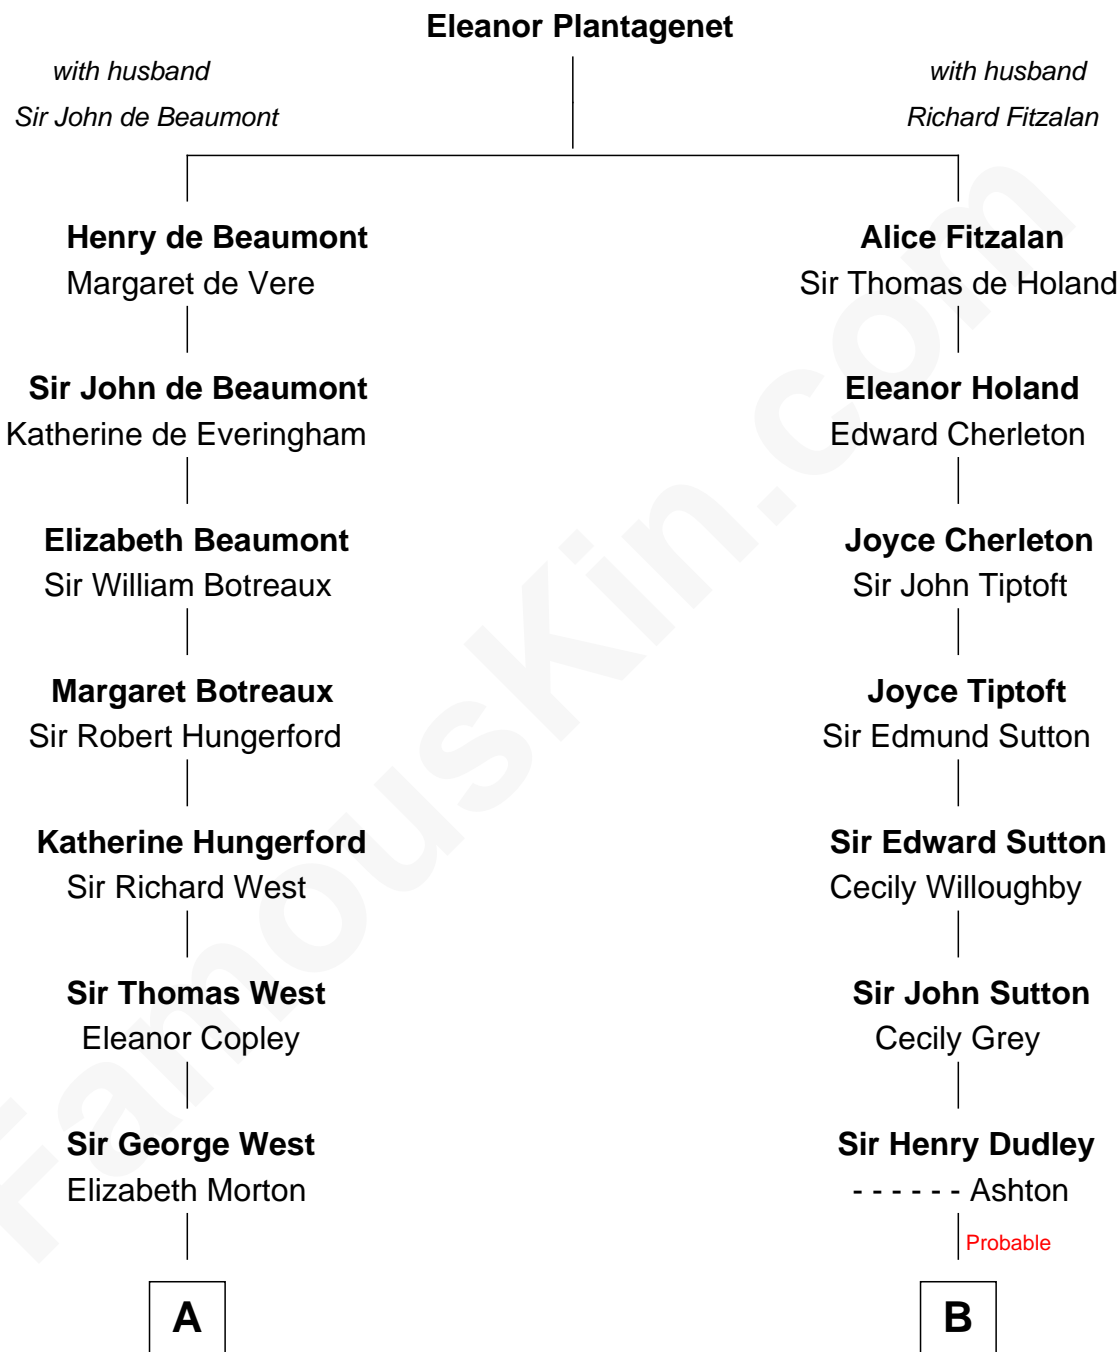 Eleanor Plantagenet
with husband
Sir John de Beaumont
with husband
Richard Fitzalan
Henry de Beaumont
Margaret de Vere
Alice Fitzalan
Sir Thomas de Holand
Sir John de Beaumont
Katherine de Everingham
Eleanor Holand
Edward Cherleton
Elizabeth Beaumont
Sir William Botreaux
Joyce Cherleton
Sir John Tiptoft
Margaret Botreaux
Sir Robert Hungerford
Joyce Tiptoft
Sir Edmund Sutton
Katherine Hungerford
Sir Richard West
Sir Edward Sutton
Cecily Willoughby
Sir Thomas West
Eleanor Copley
Sir John Sutton
Cecily Grey
Sir George West
Elizabeth Morton
Sir Henry Dudley
- - - - - - Ashton
Probable
A
B
FamousKin.com